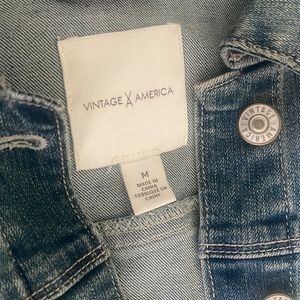 VINTAGE AMERICA
M
MADE IN
CHINA
FABRIQUÉ EN
CHINE
VINTAGE AMERICA